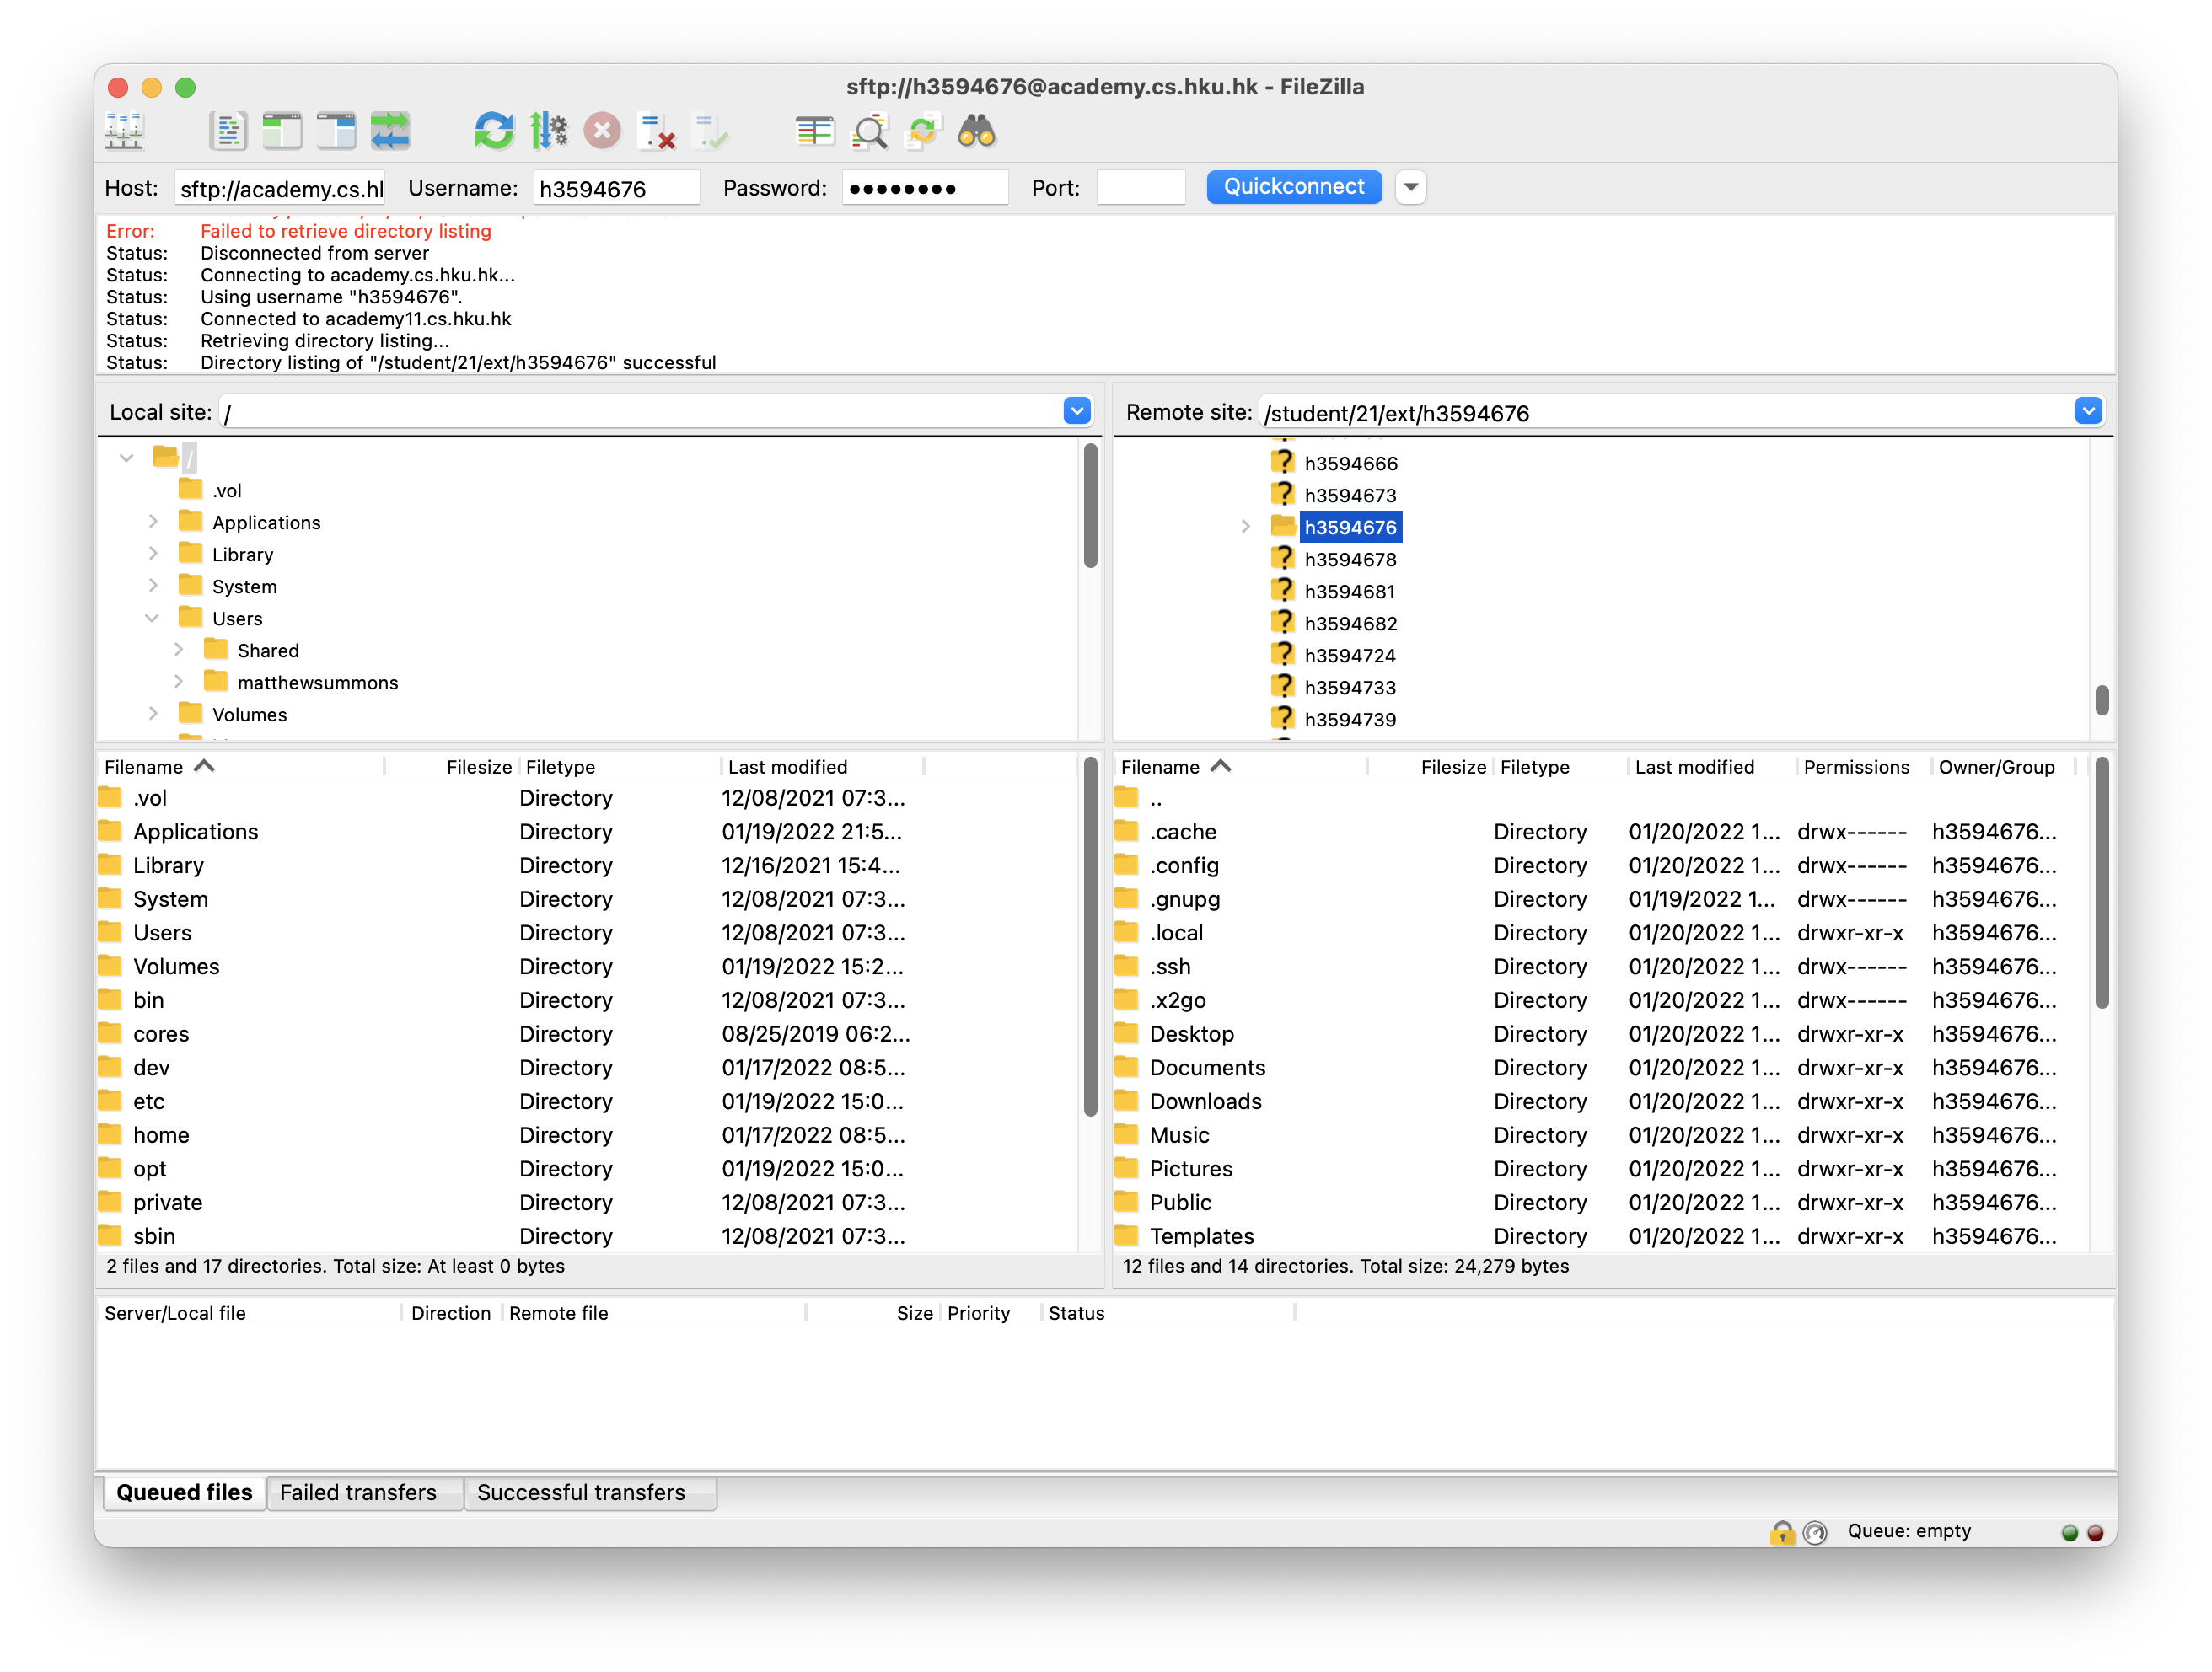 sftp://h3594676@academy.cs.hku.hk - FileZilla
Host: sftp://academy.cs.hl Username: h3594676 Password: •••••••• Port: Quickconnect
Error: Failed to retrieve directory listing
Status: Disconnected from server
Status: Connecting to academy.cs.hku.hk...
Status: Using username "h3594676".
Status: Connected to academy11.cs.hku.hk
Status: Retrieving directory listing...
Status: Directory listing of "/student/21/ext/h3594676" successful
Local site: /
/
.vol
Applications
Library
System
Users
Shared
matthewsummons
Volumes
Remote site: /student/21/ext/h3594676
h3594666
h3594673
h3594676
h3594678
h3594681
h3594682
h3594724
h3594733
h3594739
Filename Filesize Filetype Last modified
.vol Directory 12/08/2021 07:3...
Applications Directory 01/19/2022 21:5...
Library Directory 12/16/2021 15:4...
System Directory 12/08/2021 07:3...
Users Directory 12/08/2021 07:3...
Volumes Directory 01/19/2022 15:2...
bin Directory 12/08/2021 07:3...
cores Directory 08/25/2019 06:2...
dev Directory 01/17/2022 08:5...
etc Directory 01/19/2022 15:0...
home Directory 01/17/2022 08:5...
opt Directory 01/19/2022 15:0...
private Directory 12/08/2021 07:3...
sbin Directory 12/08/2021 07:3...
2 files and 17 directories. Total size: At least 0 bytes
Filename Filesize Filetype Last modified Permissions Owner/Group
..
.cache Directory 01/20/2022 1... drwx------ h3594676...
.config Directory 01/20/2022 1... drwx------ h3594676...
.gnupg Directory 01/19/2022 1... drwx------ h3594676...
.local Directory 01/20/2022 1... drwxr-xr-x h3594676...
.ssh Directory 01/20/2022 1... drwx------ h3594676...
.x2go Directory 01/20/2022 1... drwx------ h3594676...
Desktop Directory 01/20/2022 1... drwxr-xr-x h3594676...
Documents Directory 01/20/2022 1... drwxr-xr-x h3594676...
Downloads Directory 01/20/2022 1... drwxr-xr-x h3594676...
Music Directory 01/20/2022 1... drwxr-xr-x h3594676...
Pictures Directory 01/20/2022 1... drwxr-xr-x h3594676...
Public Directory 01/20/2022 1... drwxr-xr-x h3594676...
Templates Directory 01/20/2022 1... drwxr-xr-x h3594676...
12 files and 14 directories. Total size: 24,279 bytes
Server/Local file Direction Remote file Size Priority Status
Queued files Failed transfers Successful transfers
Queue: empty